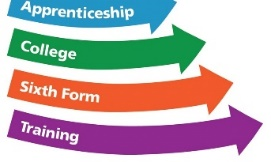 Apprenticeship
College
Sixth Form
Training